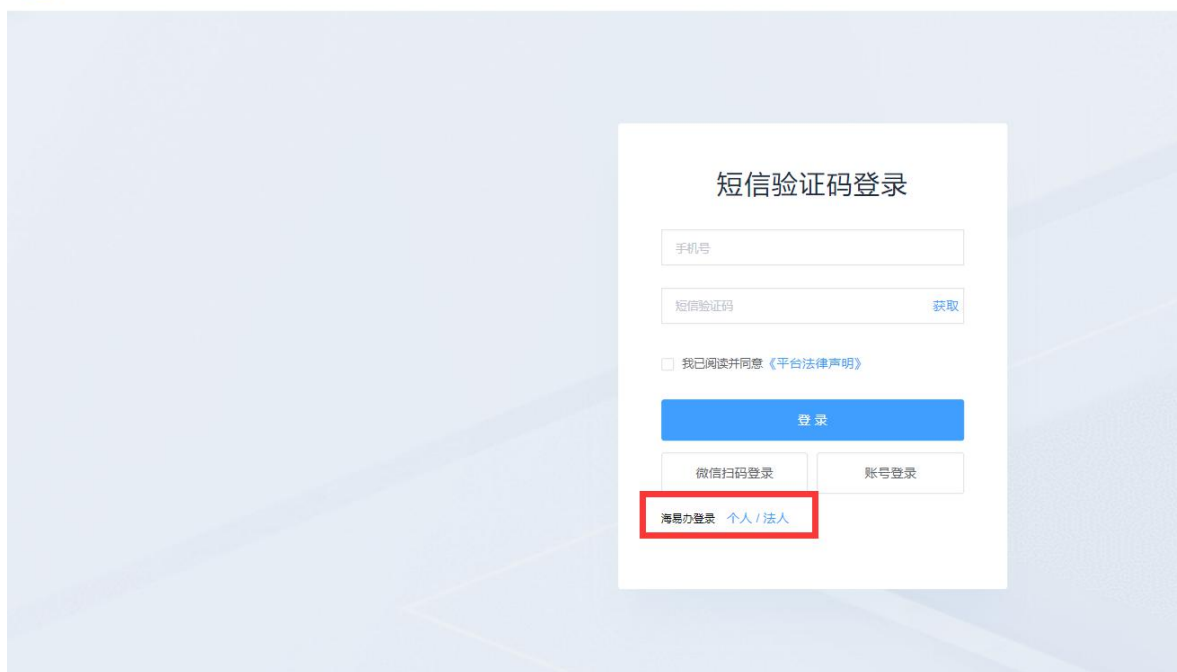 短信验证码登录
手机号
短信验证码 获取
我已阅读并同意《平台法律声明》
登 录
微信扫码登录 账号登录
海易办登录 个人 / 法人